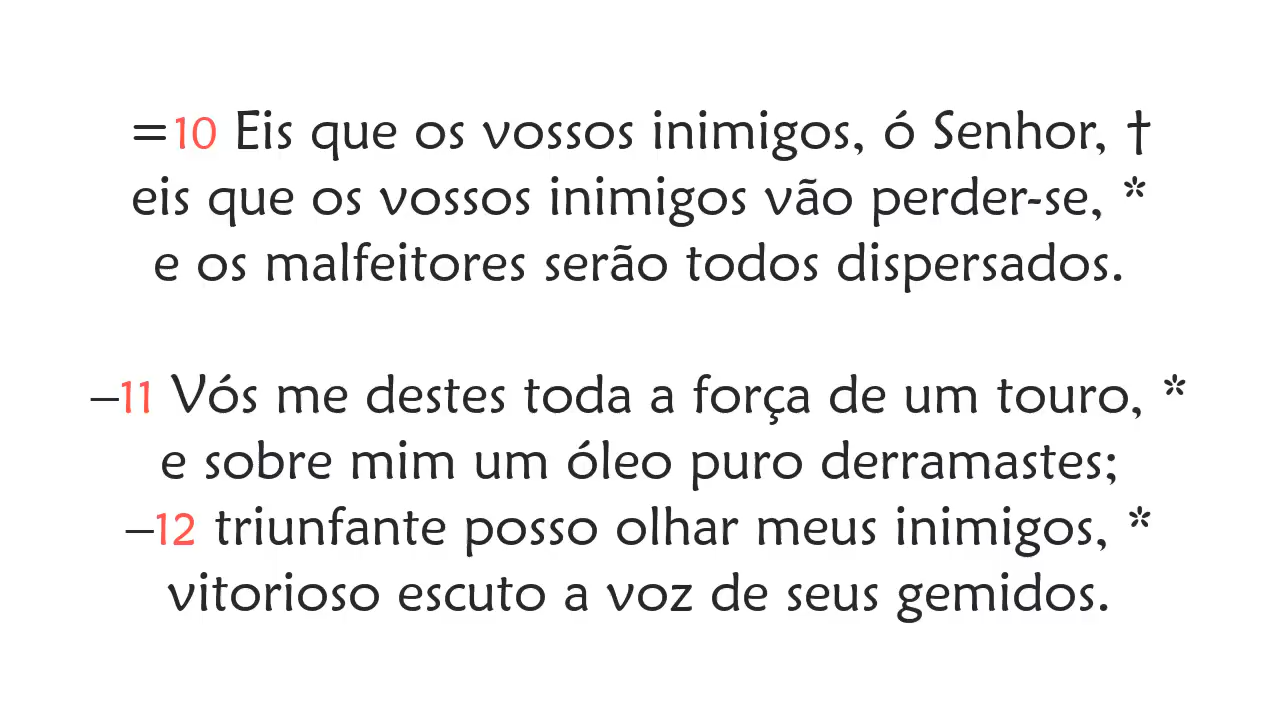 =10 Eis que os vossos inimigos, ó Senhor, †
eis que os vossos inimigos vão perder-se, *
e os malfeitores serão todos dispersados.
–11 Vós me destes toda a força de um touro, *
e sobre mim um óleo puro derramastes;
–12 triunfante posso olhar meus inimigos, *
vitorioso escuto a voz de seus gemidos.